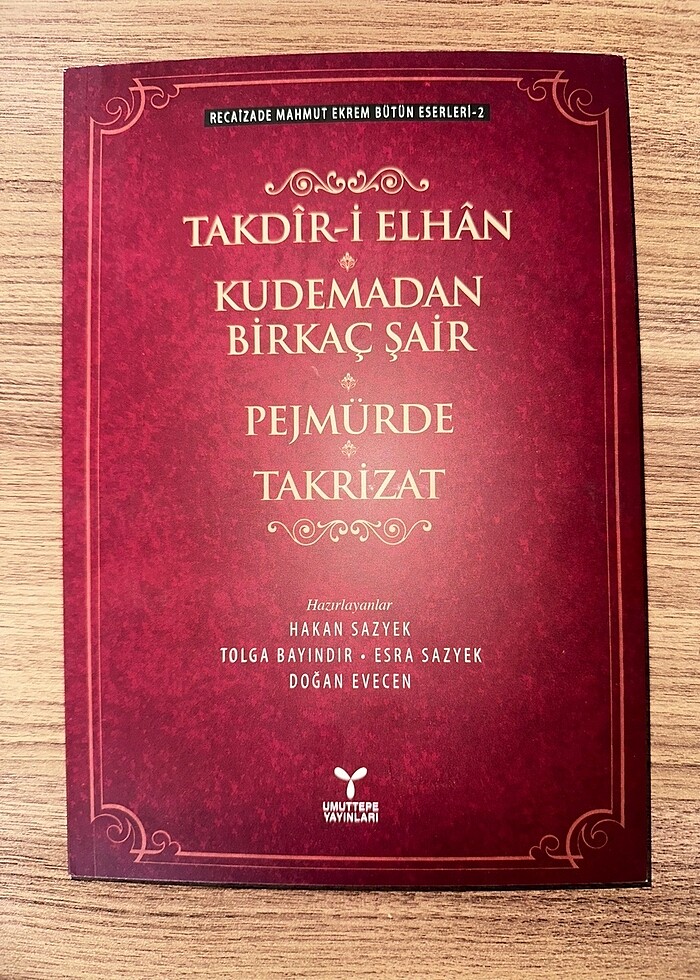 RECAİZADE MAHMUT EKREM BÜTÜN ESERLERİ-2
TAKDÎR-İ ELHÂN
KUDEMADAN
BİRKAÇ ŞAİR
PEJMÜRDE
TAKRİZAT
Hazırlayanlar
HAKAN SAZYEK
TOLGA BAYINDIR • ESRA SAZYEK
DOĞAN EVECEN
UMUTTEPE
YAYINLARI